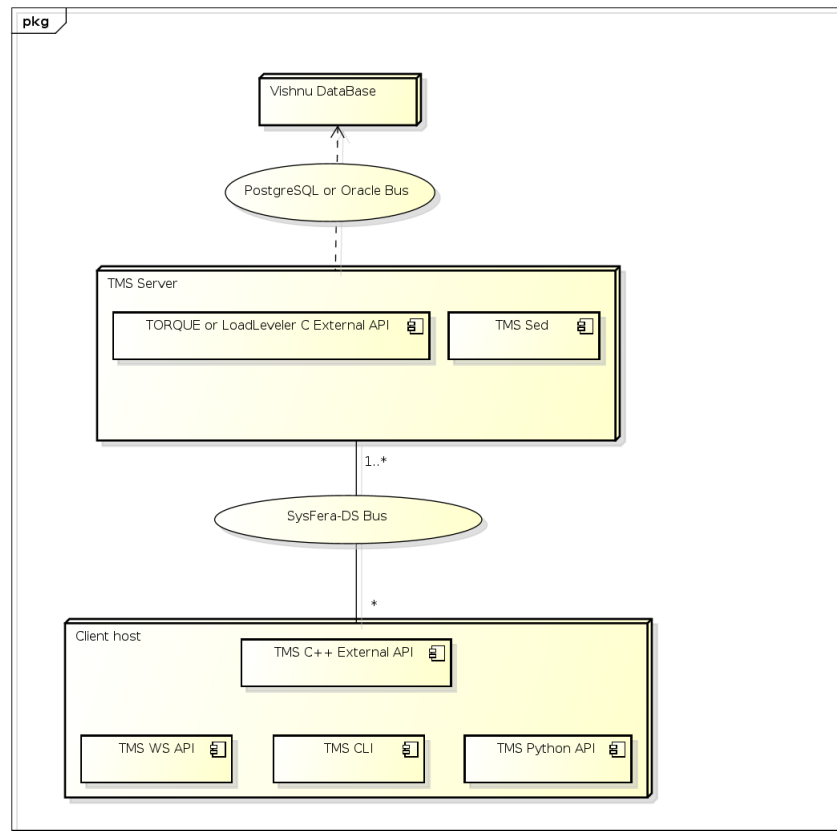 pkg
Vishnu DataBase
PostgreSQL or Oracle Bus
TMS Server
TORQUE or LoadLeveler C External API
TMS Sed
1..*
SysFera-DS Bus
*
Client host
TMS C++ External API
TMS WS API
TMS CLI
TMS Python API